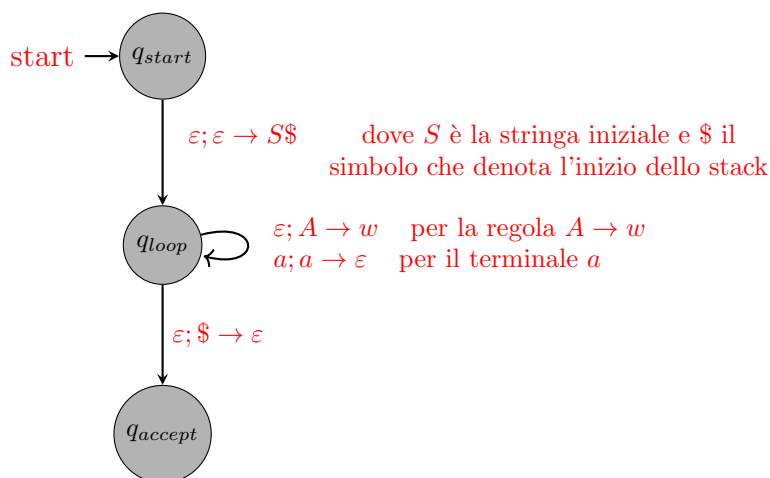 start
q_{start}
ε; ε → S$ dove S è la stringa iniziale e $ il
simbolo che denota l'inizio dello stack
q_{loop}
ε; A → w per la regola A → w
a; a → ε per il terminale a
ε; $ → ε
q_{accept}